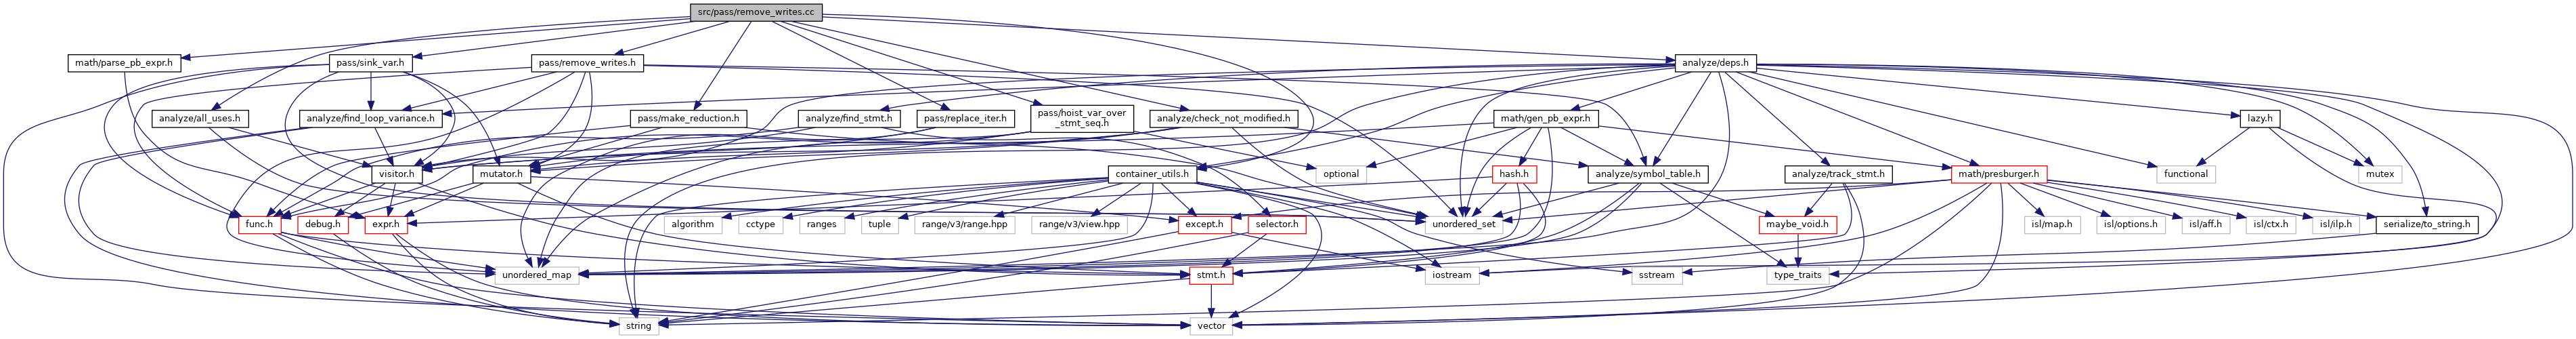 src/pass/remove_writes.cc
math/parse_pb_expr.h
pass/sink_var.h
pass/remove_writes.h
analyze/deps.h
analyze/all_uses.h
analyze/find_loop_variance.h
pass/make_reduction.h
analyze/find_stmt.h
pass/replace_iter.h
pass/hoist_var_over
_stmt_seq.h
analyze/check_not_modified.h
math/gen_pb_expr.h
lazy.h
visitor.h
mutator.h
container_utils.h
optional
hash.h
analyze/symbol_table.h
analyze/track_stmt.h
math/presburger.h
functional
mutex
func.h
debug.h
expr.h
algorithm
cctype
ranges
tuple
range/v3/range.hpp
range/v3/view.hpp
except.h
selector.h
unordered_set
maybe_void.h
isl/map.h
isl/options.h
isl/aff.h
isl/ctx.h
isl/ilp.h
serialize/to_string.h
unordered_map
stmt.h
iostream
sstream
type_traits
string
vector